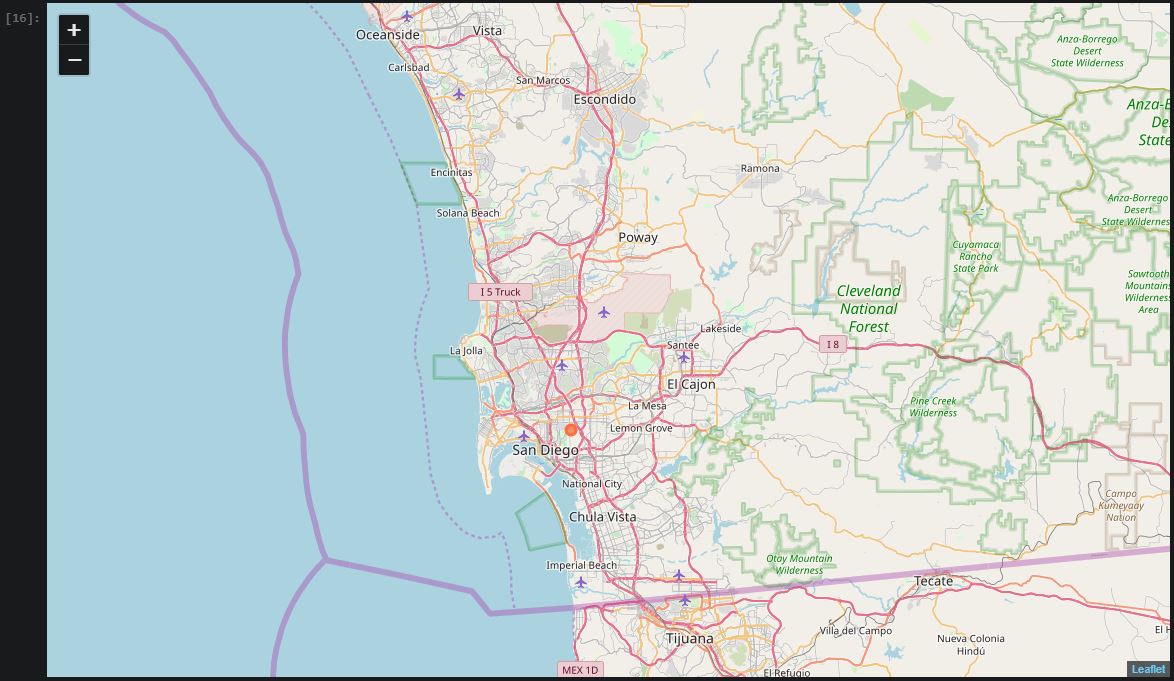 [16]:
+
−
Oceanside
Vista
Carlsbad
San Marcos
Escondido
Anza-Borrego
Desert
State Wilderness
Anza-B
De
State
Encinitas
Ramona
Solana Beach
Anza-Borrego
Desert
State Wilderness
Poway
Cuyamaca
Rancho
State Park
Sawtooth
Mountains
Wilderness
Area
I 5 Truck
Cleveland
National
Forest
Lakeside
Santee
I 8
La Jolla
El Cajon
La Mesa
Pine Creek
Wilderness
Lemon Grove
San Diego
National City
Campo
Kumeyaay
Nation
Chula Vista
Imperial Beach
Otay Mountain
Wilderness
Tecate
Tijuana
Villa del Campo
Nueva Colonia
Hindú
El H
MEX 1D
El Refugio
Leaflet